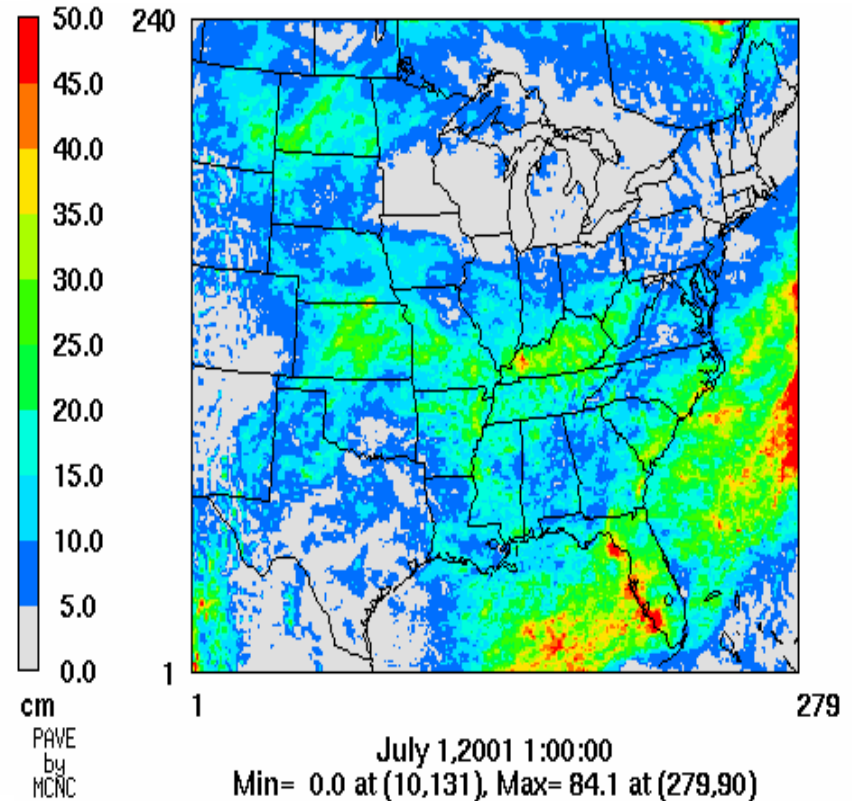 50.0
45.0
40.0
35.0
30.0
25.0
20.0
15.0
10.0
5.0
0.0
cm
PAVE
by
MCNC
240
1
1
279
July 1,2001 1:00:00
Min= 0.0 at (10,131), Max= 84.1 at (279,90)